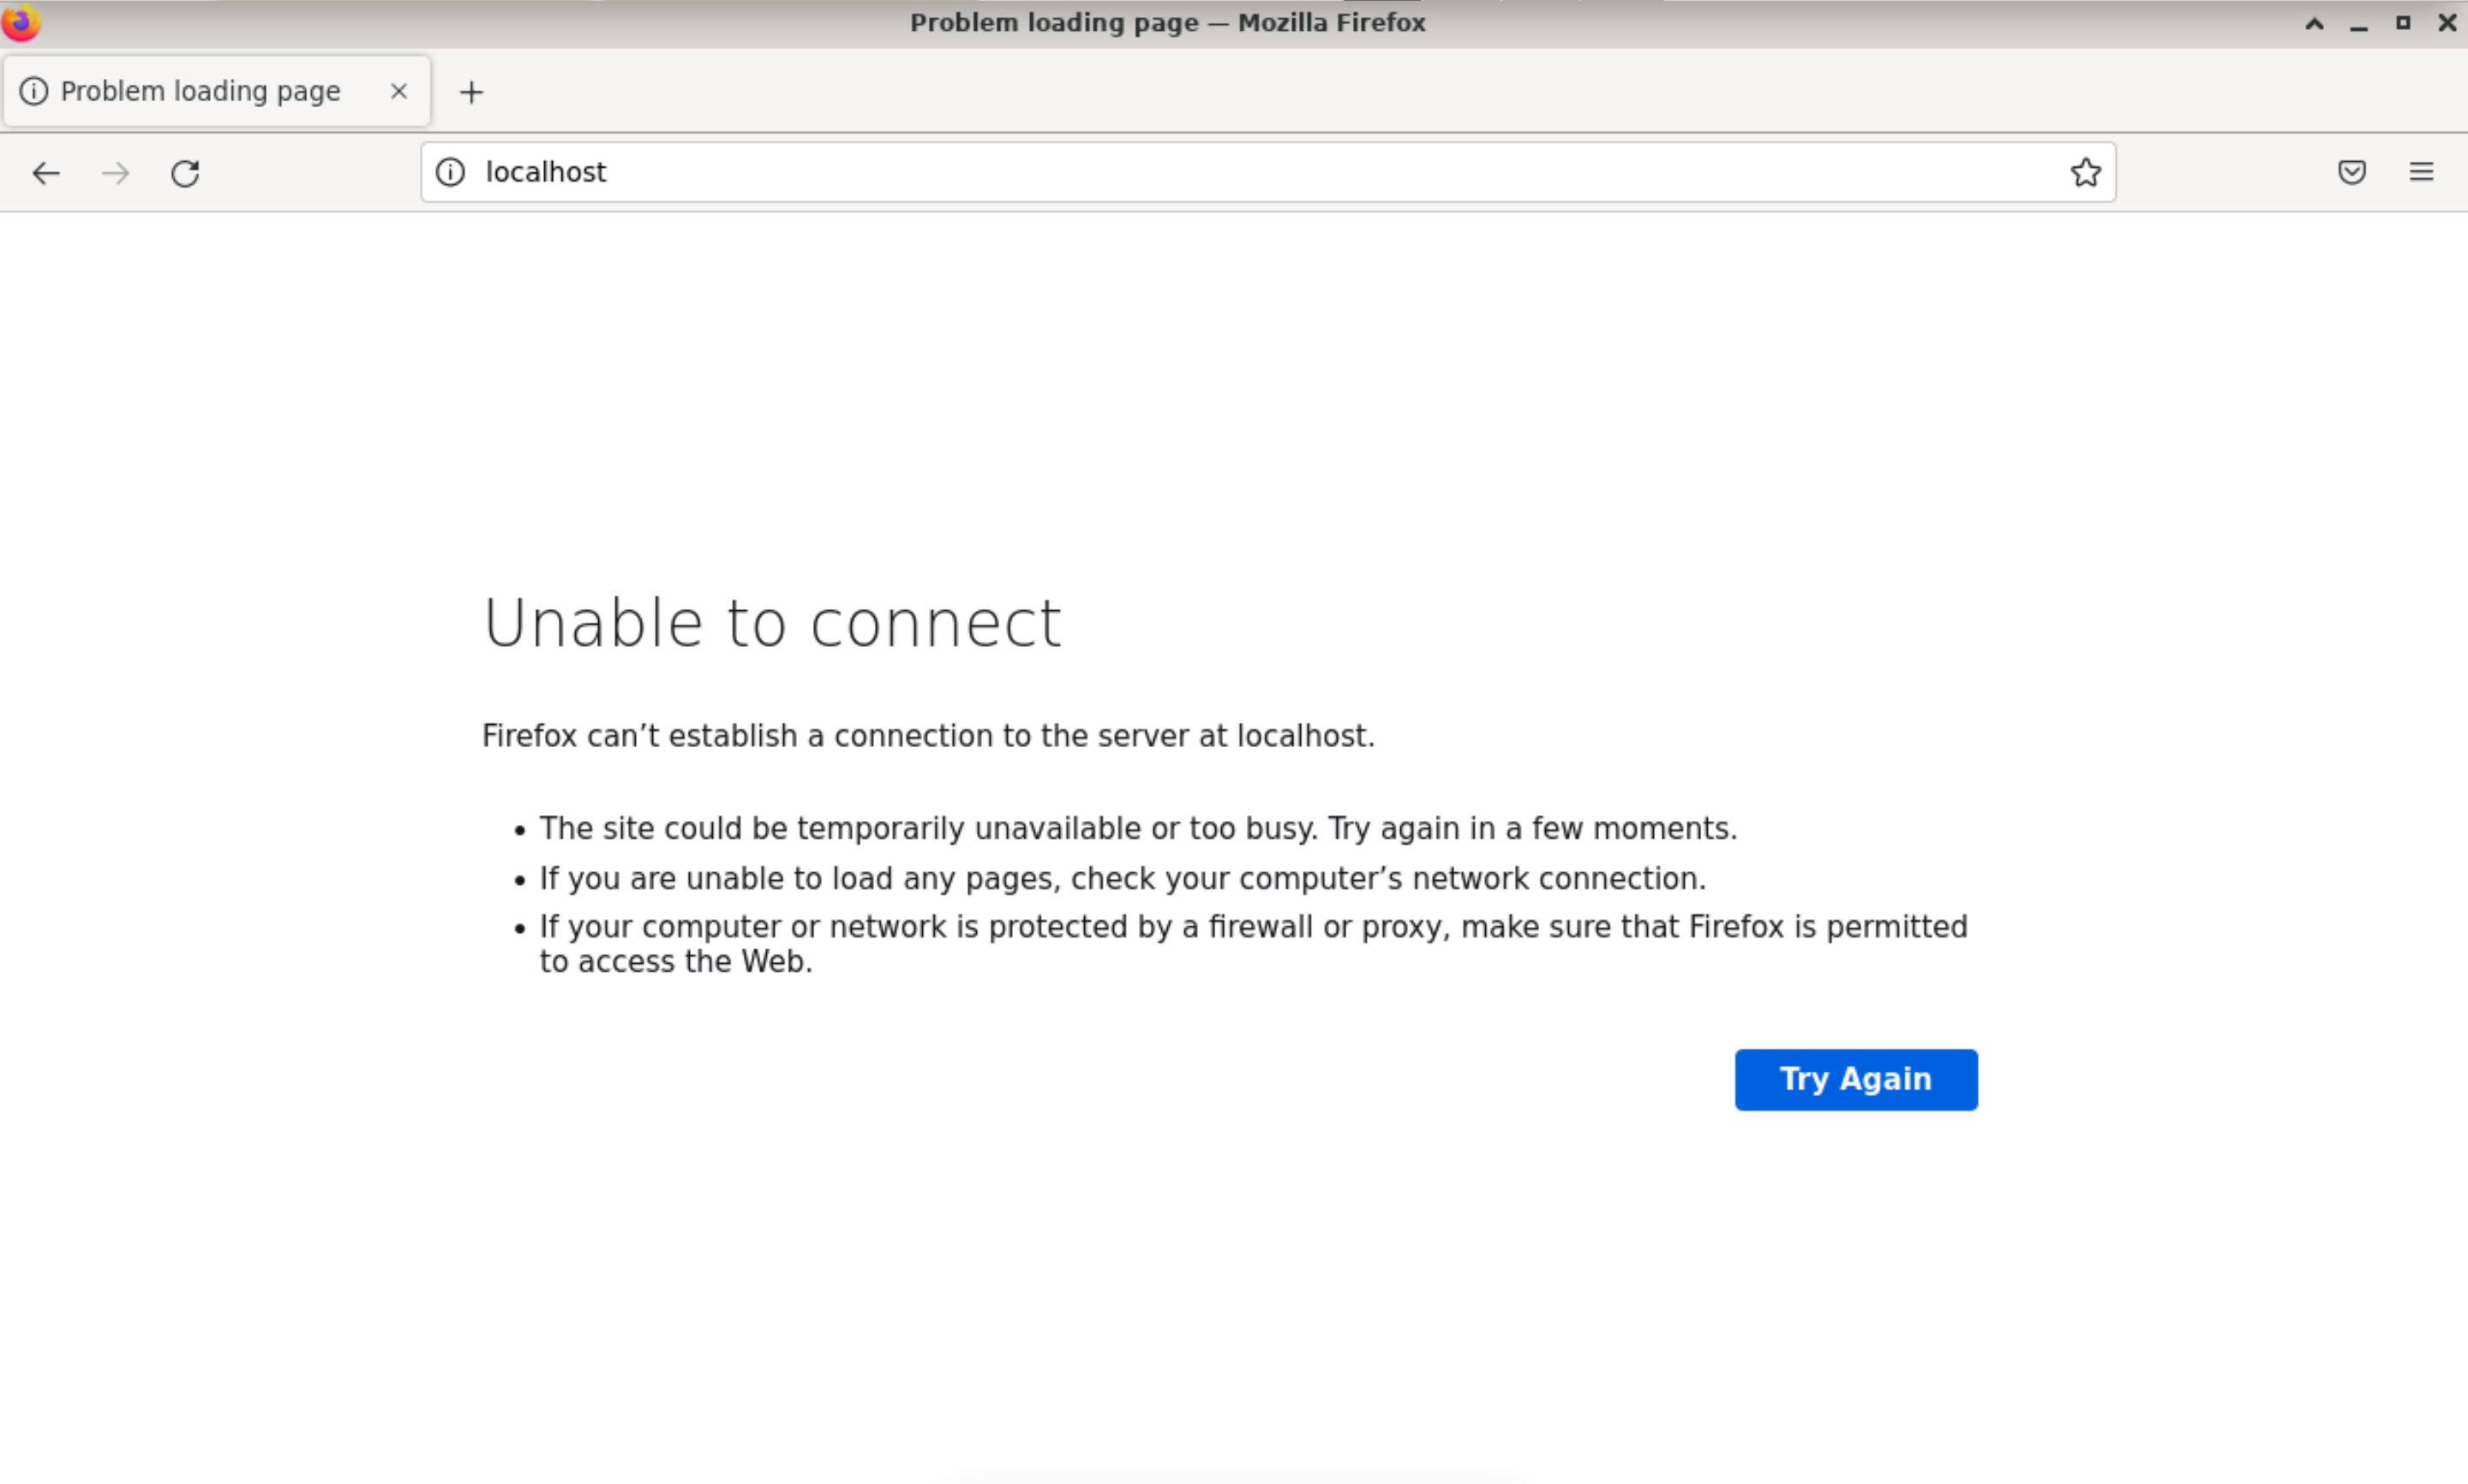 Problem loading page — Mozilla Firefox
Problem loading page
localhost
Unable to connect
Firefox can’t establish a connection to the server at localhost.
• The site could be temporarily unavailable or too busy. Try again in a few moments.
• If you are unable to load any pages, check your computer’s network connection.
• If your computer or network is protected by a firewall or proxy, make sure that Firefox is permitted
to access the Web.
Try Again